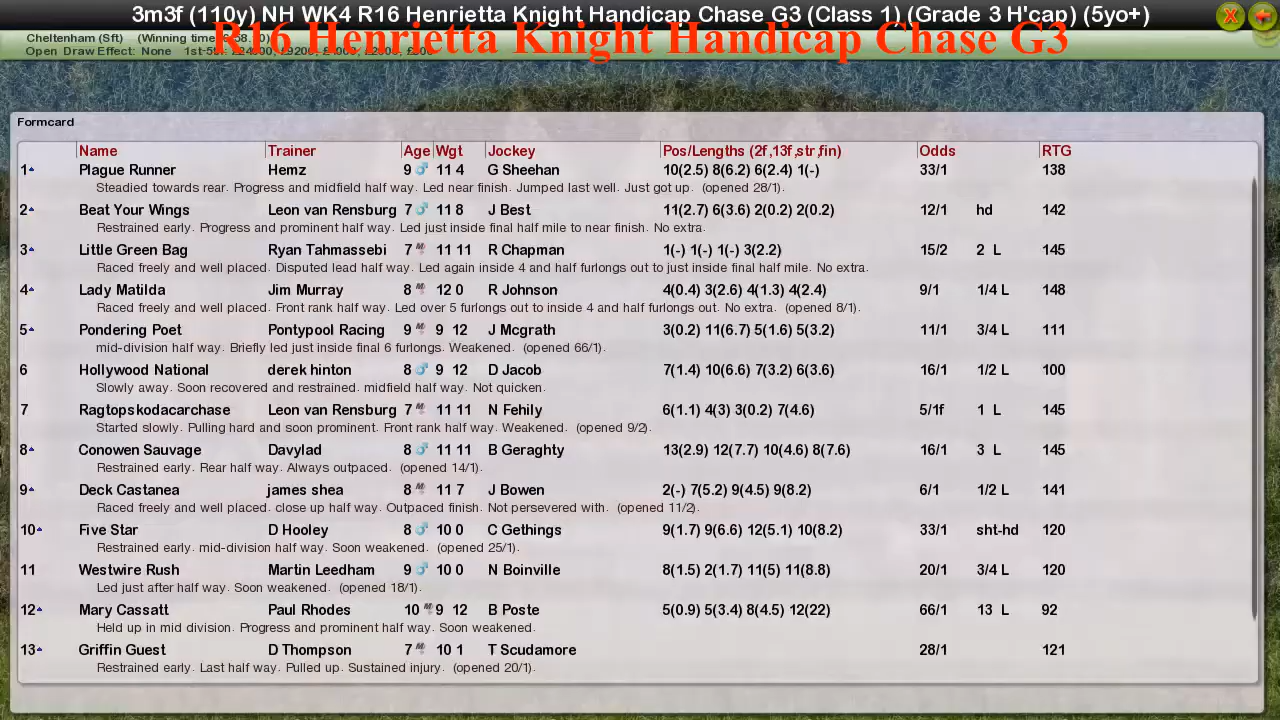 3m3f (110y) NH WK4 R16 Henrietta Knight Handicap Chase G3 (Class 1) (Grade 3 H'cap) (5yo+)
R16 Henrietta Knight Handicap Chase G3
Cheltenham (Sft) (Winning time:
Open Draw Effect: None 1st-5th:
Formcard
Name Trainer Age Wgt Jockey Pos/Lengths (2f,13f,str,fin) Odds RTG
1 Plague Runner Hemz 9 11 4 G Sheehan 10(2.5) 8(6.2) 6(2.4) 1(-) 33/1 138
Steadied towards rear. Progress and midfield half way. Led near finish. Jumped last well. Just got up. (opened 28/1).
2 Beat Your Wings Leon van Rensburg 7 11 8 J Best 11(2.7) 6(3.6) 2(0.2) 2(0.2) 12/1 hd 142
Restrained early. Progress and prominent half way. Led just inside final half mile to near finish. No extra.
3 Little Green Bag Ryan Tahmassebi 7 11 11 R Chapman 1(-) 1(-) 1(-) 3(2.2) 15/2 2 L 145
Raced freely and well placed. Disputed lead half way. Led again inside 4 and half furlongs out to just inside final half mile. No extra.
4 Lady Matilda Jim Murray 8 12 0 R Johnson 4(0.4) 3(2.6) 4(1.3) 4(2.4) 9/1 1/4 L 148
Raced freely and well placed. Front rank half way. Led over 5 furlongs out to inside 4 and half furlongs out. No extra. (opened 8/1).
5 Pondering Poet Pontypool Racing 9 9 12 J Mcgrath 3(0.2) 11(6.7) 5(1.6) 5(3.2) 11/1 3/4 L 111
mid-division half way. Briefly led just inside final 6 furlongs. Weakened. (opened 66/1).
6 Hollywood National derek hinton 8 9 12 D Jacob 7(1.4) 10(6.6) 7(3.2) 6(3.6) 16/1 1/2 L 100
Slowly away. Soon recovered and restrained. midfield half way. Not quicken.
7 Ragtopskodacarchase Leon van Rensburg 7 11 11 N Fehily 6(1.1) 4(3) 3(0.2) 7(4.6) 5/1f 1 L 145
Started slowly. Pulling hard and soon prominent. Front rank half way. Weakened. (opened 9/2).
8 Conowen Sauvage Davylad 8 11 11 B Geraghty 13(2.9) 12(7.7) 10(4.6) 8(7.6) 16/1 3 L 145
Restrained early. Rear half way. Always outpaced. (opened 14/1).
9 Deck Castanea james shea 8 11 7 J Bowen 2(-) 7(5.2) 9(4.5) 9(8.2) 6/1 1/2 L 141
Raced freely and well placed. close up half way. Outpaced finish. Not persevered with. (opened 11/2).
10 Five Star D Hooley 8 10 0 C Gethings 9(1.7) 9(6.6) 12(5.1) 10(8.2) 33/1 sht-hd 120
Restrained early. mid-division half way. Soon weakened. (opened 25/1).
11 Westwire Rush Martin Leedham 9 10 0 N Boinville 8(1.5) 2(1.7) 11(5) 11(8.8) 20/1 3/4 L 120
Led just after half way. Soon weakened. (opened 18/1).
12 Mary Cassatt Paul Rhodes 10 9 12 B Poste 5(0.9) 5(3.4) 8(4.5) 12(22) 66/1 13 L 92
Held up in mid division. Progress and prominent half way. Soon weakened.
13 Griffin Guest D Thompson 7 10 1 T Scudamore 28/1 121
Restrained early. Last half way. Pulled up. Sustained injury. (opened 20/1).